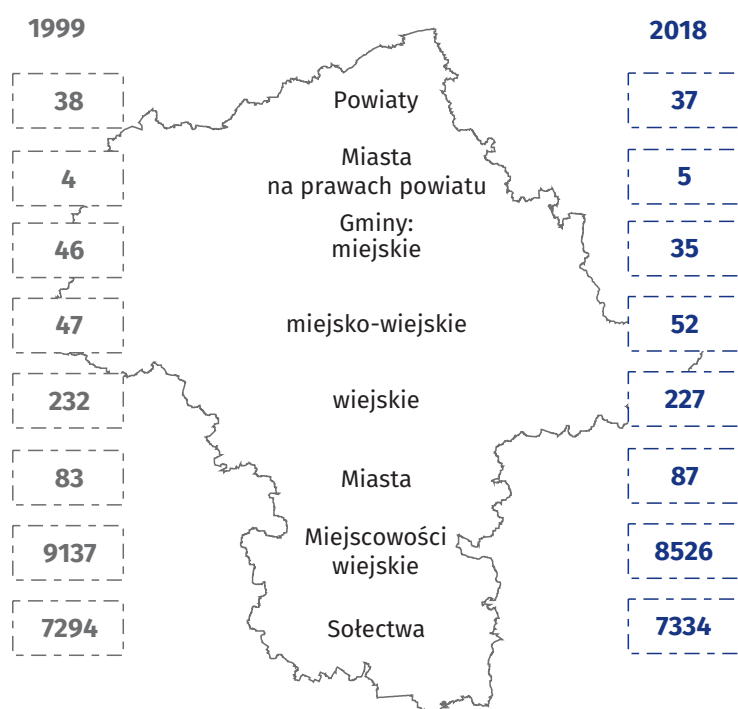 1999 2018
38 Powiaty 37
Miasta
4 na prawach powiatu 5
Gminy:
46 miejskie 35
47 miejsko-wiejskie 52
232 wiejskie 227
83 Miasta 87
Miejscowości
9137 wiejskie 8526
7294 Sołectwa 7334